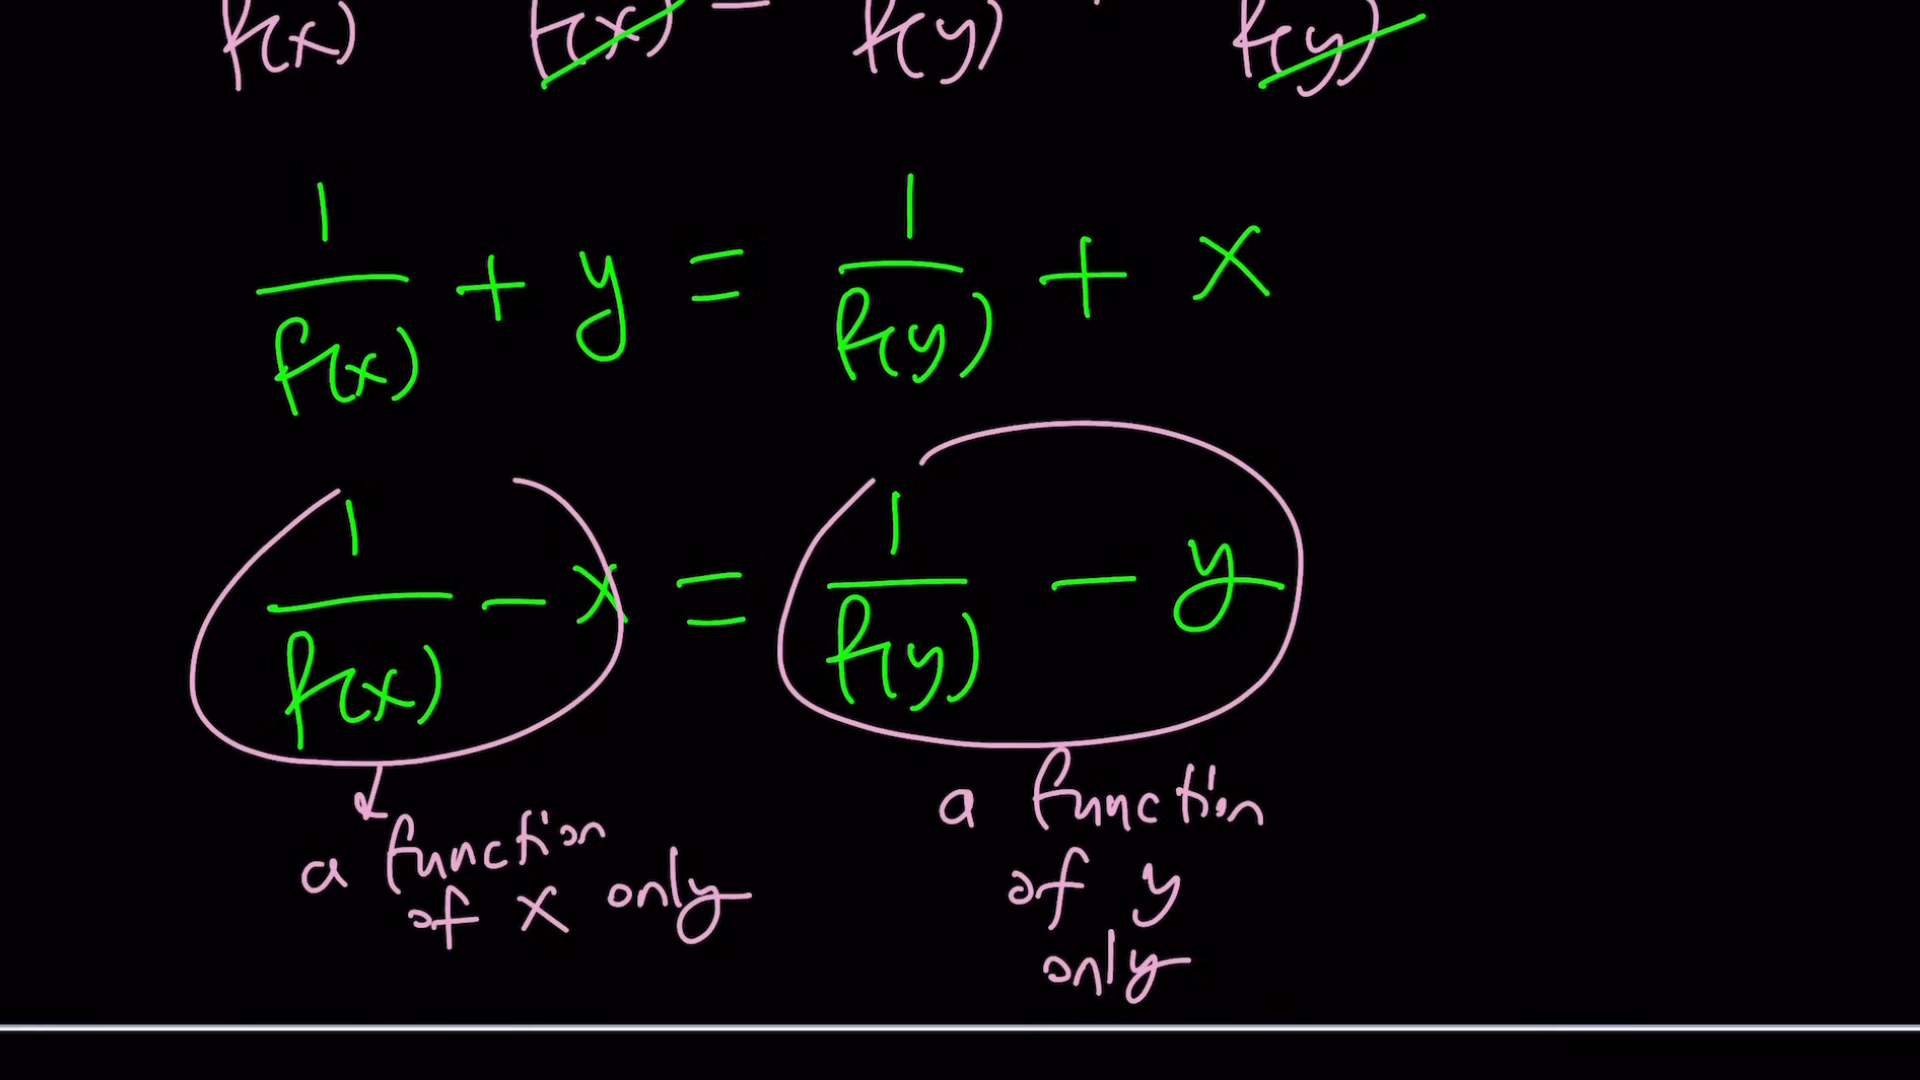 f(x) f(x) = f(y) f(y)
1/f(x) + y = 1/f(y) + x
1/f(x) - x = 1/f(y) - y
a function of x only
a function of y only